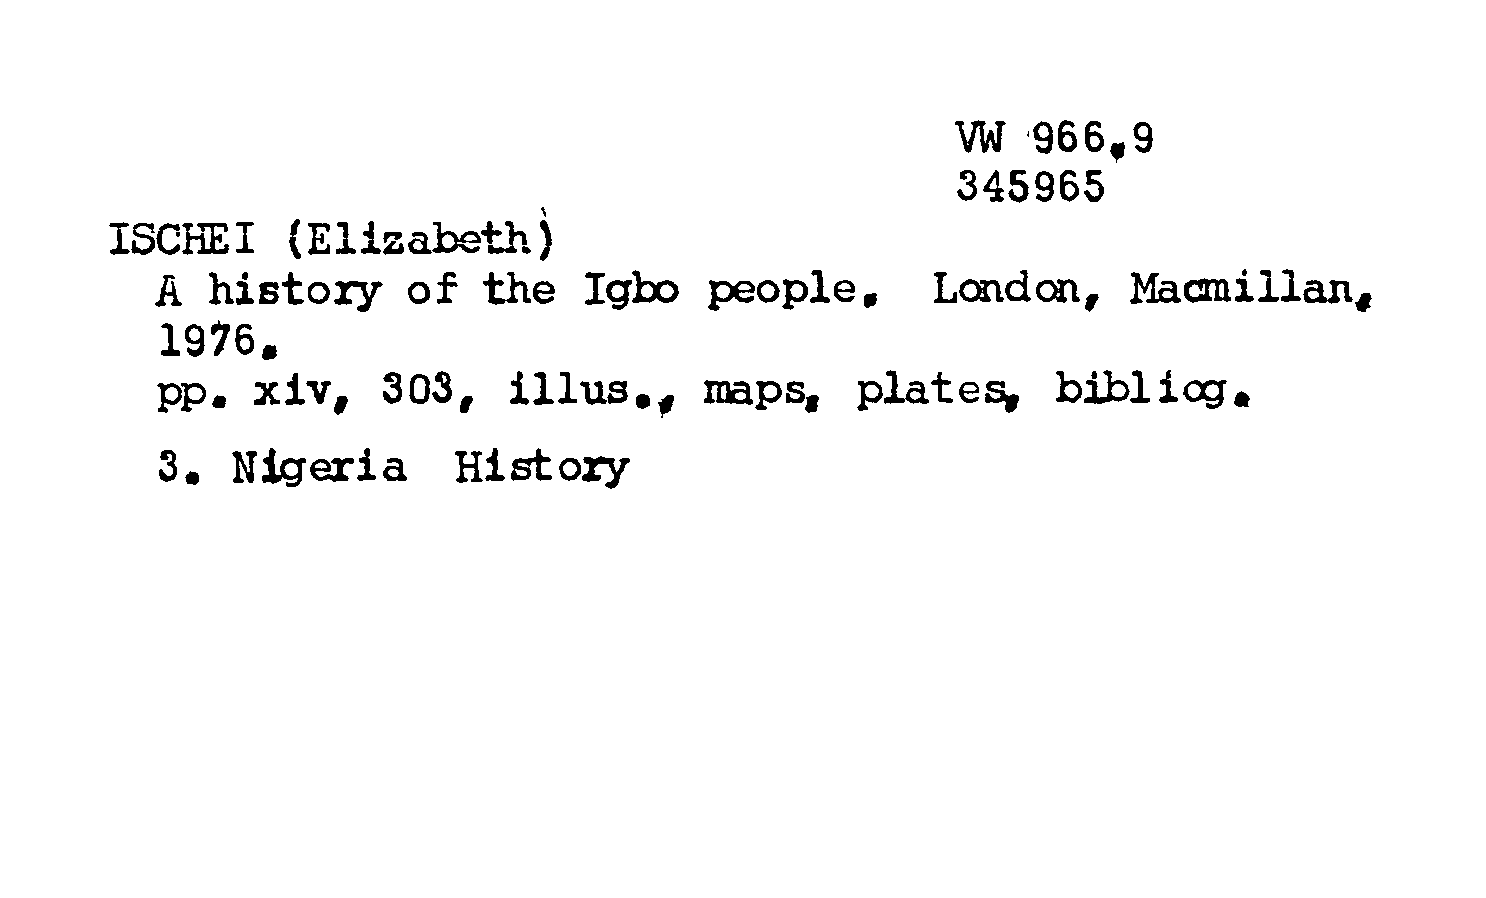 VW 966.9
345965
ISCHEI (Elizabeth)
A history of the Igbo people. London, Macmillan,
1976.
pp. xiv, 303, illus., maps, plates, bibliog.
3. Nigeria History